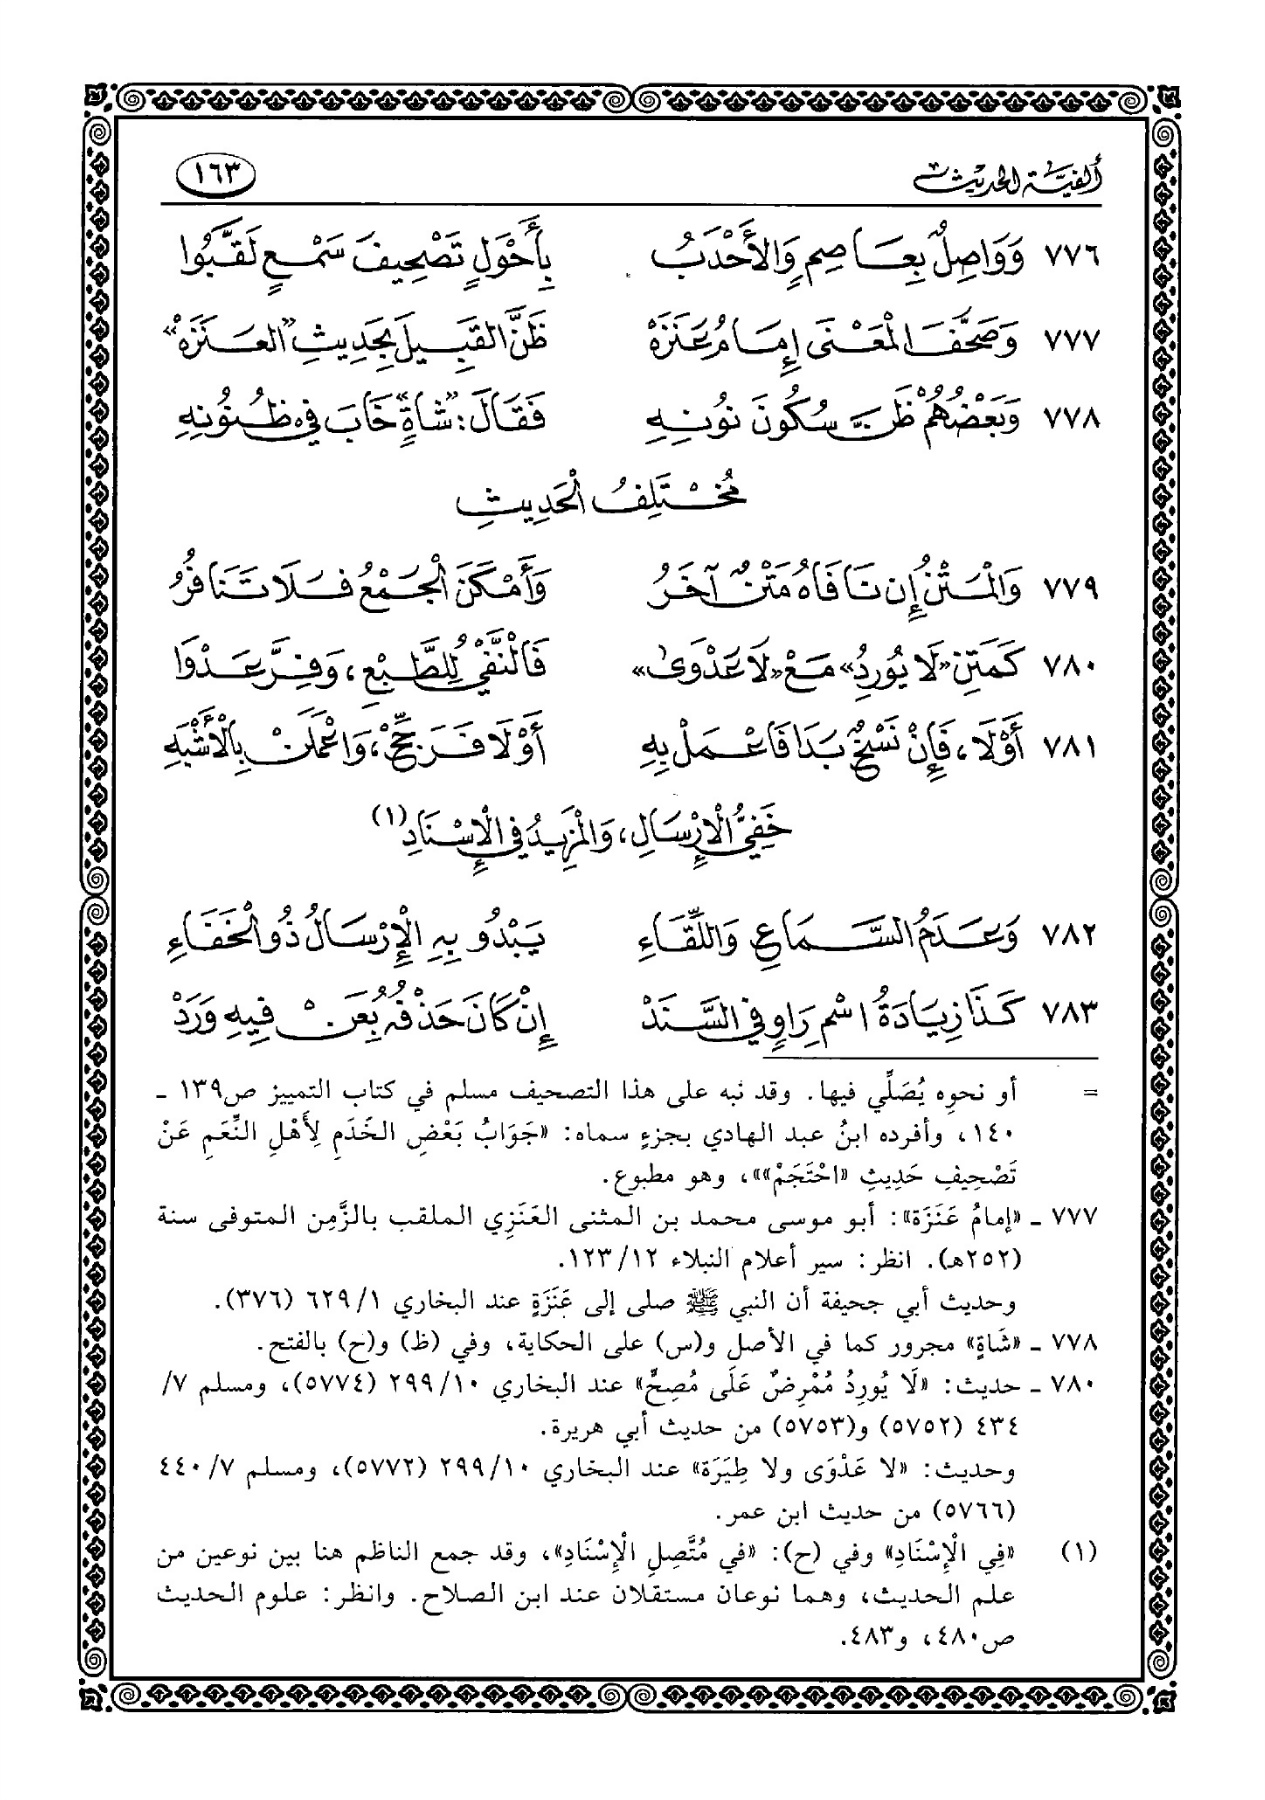 ألفية الحديث
١٦٣
٧٧٦ وَوَاصِلٌ بِعَاصِمٍ وَالأَحْدَبُ بِأَحْوَلٍ تَصْحِيفَ سَمْعٍ لَقَّبُوا
٧٧٧ وَصَحَّفَ الْمَعْنَى إِمَامُ عَنَزَهْ ظَنَّ القَبِيلَ بِحَدِيثِ "العَنَزَهْ"
٧٧٨ وَبَعْضُهُمْ ظَنَّ سُكُونَ نُونِهِ فَقَالَ: "شَاةٍ" خَابَ فِي ظُنُونِهِ
مُخْتَلِفُ الْحَدِيثِ
٧٧٩ وَالْمَتْنُ إِن نَافَاهُ مَتْنٌ آخَرُ وَأَمْكَنَ الْجَمْعُ فَلَا تَنَافُرُ
٧٨٠ كَمَتْنِ «لَا يُورِدُ» مَعْ «لَا عَدْوَى» فَالنَّفْيُ لِلطَّبْعِ، وَفِرَّ عَدْوَا
٧٨١ أَوْلَا، فَإِنْ نَسْخٌ بَدَا فَاعْمَلْ بِهِ أَوْلَا فَرَجِّحْ، وَاعْمَلَنْ بِالْأَشْبَهِ
خَفِيُّ الْإِرْسَالِ، وَالْمَزِيدُ فِي الْإِسْنَادِ (١)
٧٨٢ وَعَدَمُ السَّمَاعِ وَاللِّقَاءِ يَبْدُو بِهِ الْإِرْسَالُ ذُو الْخَفَاءِ
٧٨٣ كَذَا زِيَادَةُ اسْمِ رَاوٍ فِي السَّنَدْ إِنْ كَانَ حَذْفُهُ بِعَنْ فِيهِ وَرَدْ
= أو نحوِه يُصَلِّي فيها. وقد نبه على هذا التصحيف مسلم في كتاب التمييز ص١٣٩ ـ
١٤٠، وأفرده ابنُ عبد الهادي بجزءٍ سماه: «جَوَابُ بَعْضِ الخَدَمِ لِأَهْلِ النِّعَمِ عَنْ
تَصْحِيفِ حَدِيثِ «احْتَجَمْ»»، وهو مطبوع.
٧٧٧ ـ «إمامُ عَنَزَة»: أبو موسى محمد بن المثنى العَنَزِي الملقب بالزَّمِن المتوفى سنة
(٢٥٢هـ). انظر: سير أعلام النبلاء ١٢/ ١٢٣.
وحديث أبي جحيفة أن النبي ﷺ صلى إلى عَنَزَةٍ عند البخاري ١/ ٦٢٩ (٣٧٦).
٧٧٨ ـ «شَاةٍ» مجرور كما في الأصل و(س) على الحكاية، وفي (ظ) و(ح) بالفتح.
٧٨٠ ـ حديث: «لَا يُورِدُ مُمْرِضٌ عَلَى مُصِحٍّ» عند البخاري ١٠/ ٢٩٩ (٥٧٧٤)، ومسلم ٧/
٤٣٤ (٥٧٥٢) و(٥٧٥٣) من حديث أبي هريرة.
وحديث: «لا عَدْوَى ولا طِيَرَة» عند البخاري ١٠/ ٢٩٩ (٥٧٧٢)، ومسلم ٧/ ٤٤٠
(٥٧٦٦) من حديث ابن عمر.
(١) «فِي الْإِسْنَادِ» وفي (ح): «في مُتَّصِلِ الْإِسْنَادِ»، وقد جمع الناظم هنا بين نوعين من
علم الحديث، وهما نوعان مستقلان عند ابن الصلاح. وانظر: علوم الحديث
ص٤٨٠، و٤٨٣.